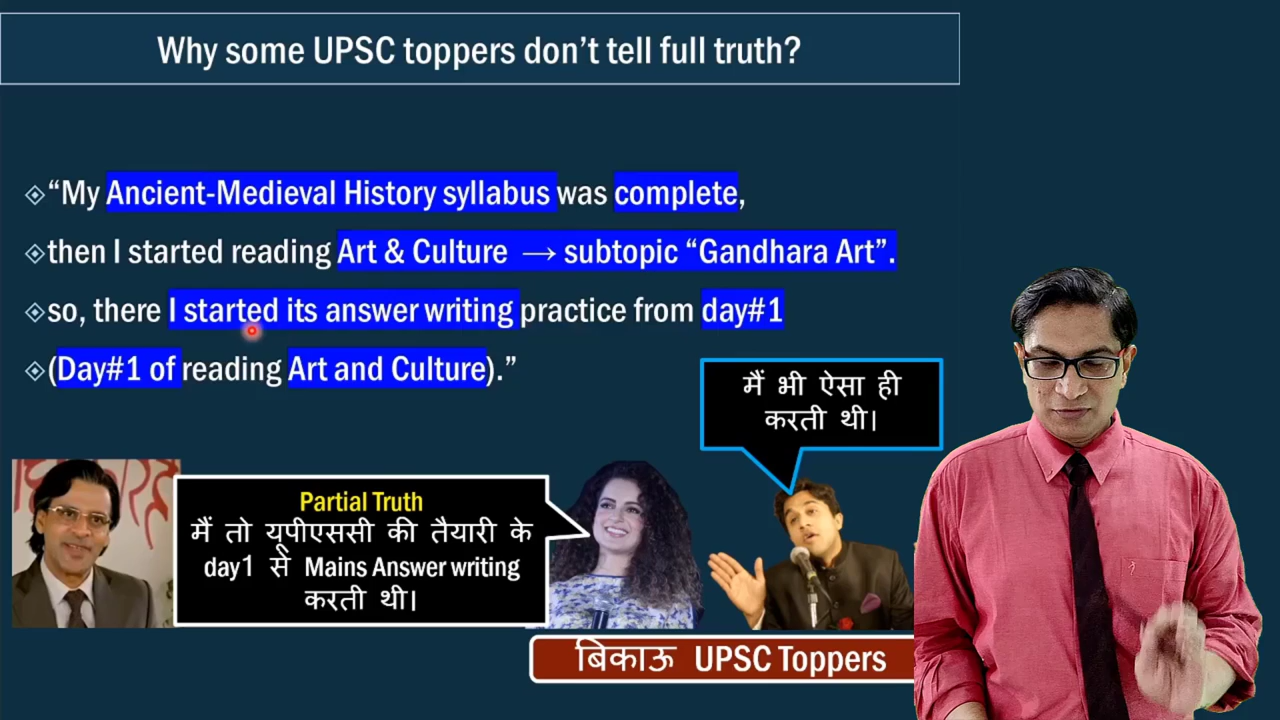 Why some UPSC toppers don’t tell full truth?
“My Ancient-Medieval History syllabus was complete,
then I started reading Art & Culture → subtopic “Gandhara Art”.
so, there I started its answer writing practice from day#1
(Day#1 of reading Art and Culture).”
मैं भी ऐसा ही
करती थी।
Partial Truth
मैं तो यूपीएससी की तैयारी के
day1 से Mains Answer writing
करती थी।
बिकाऊ UPSC Toppers